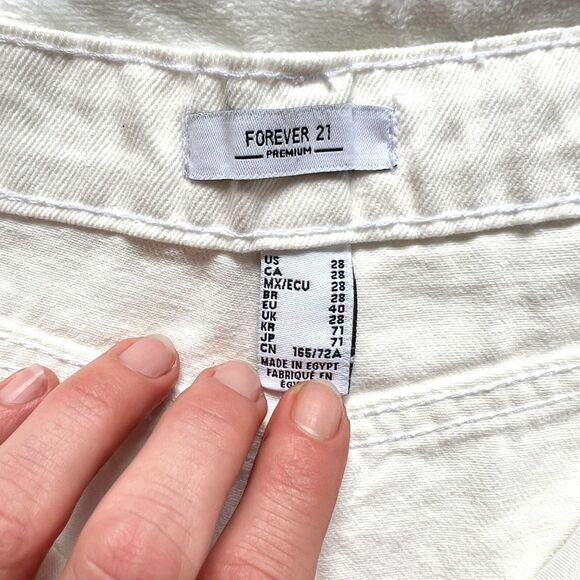 FOREVER 21
PREMIUM
US 28
CA 28
MX/ECU 28
BR 28
EU 40
UK 28
KR 71
JP 71
CN 165/72A
MADE IN EGYPT
FABRIQUÉ EN